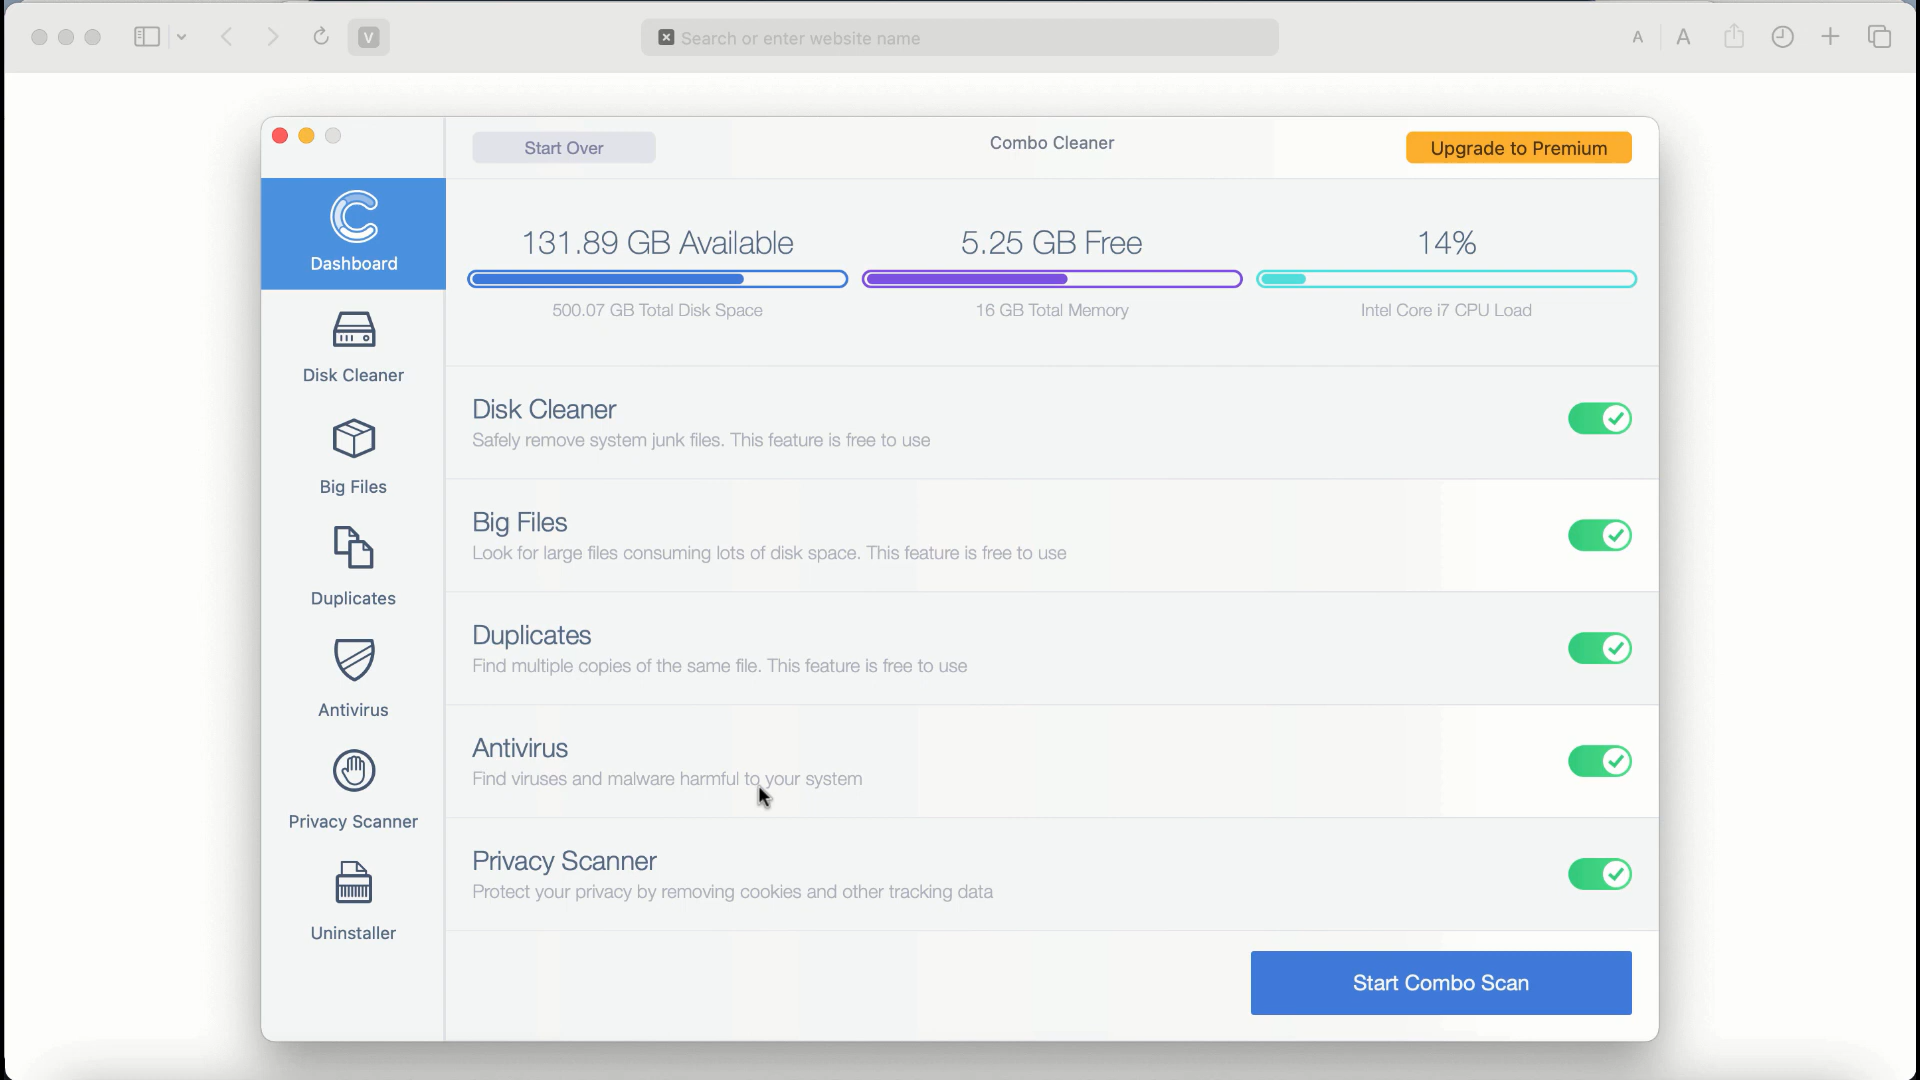 V
Search or enter website name
A
A
Start Over
Combo Cleaner
Upgrade to Premium
Dashboard
Disk Cleaner
Big Files
Duplicates
Antivirus
Privacy Scanner
Uninstaller
131.89 GB Available
5.25 GB Free
14%
500.07 GB Total Disk Space
16 GB Total Memory
Intel Core i7 CPU Load
Disk Cleaner
Safely remove system junk files. This feature is free to use
Big Files
Look for large files consuming lots of disk space. This feature is free to use
Duplicates
Find multiple copies of the same file. This feature is free to use
Antivirus
Find viruses and malware harmful to your system
Privacy Scanner
Protect your privacy by removing cookies and other tracking data
Start Combo Scan